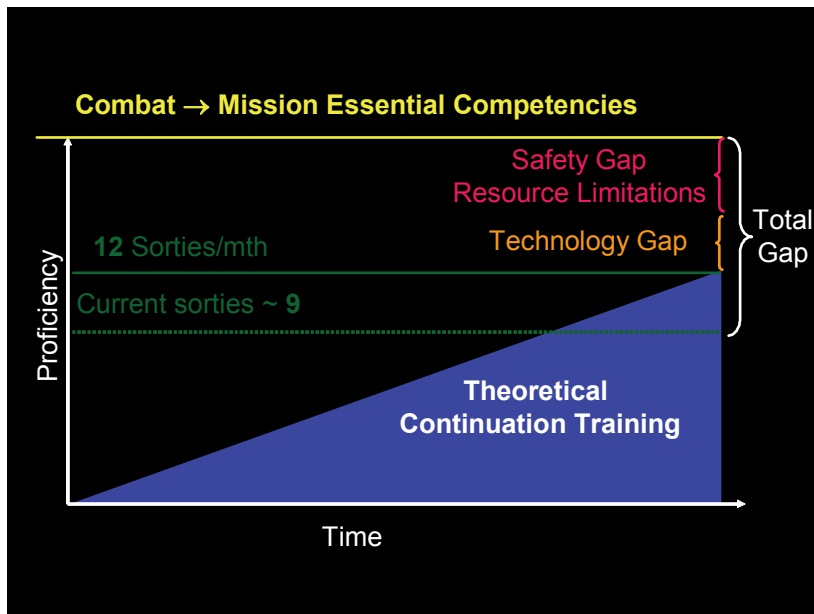 Combat → Mission Essential Competencies
Safety Gap
Resource Limitations
Total
Gap
12 Sorties/mth
Technology Gap
Current sorties ~ 9
Proficiency
Theoretical
Continuation Training
Time